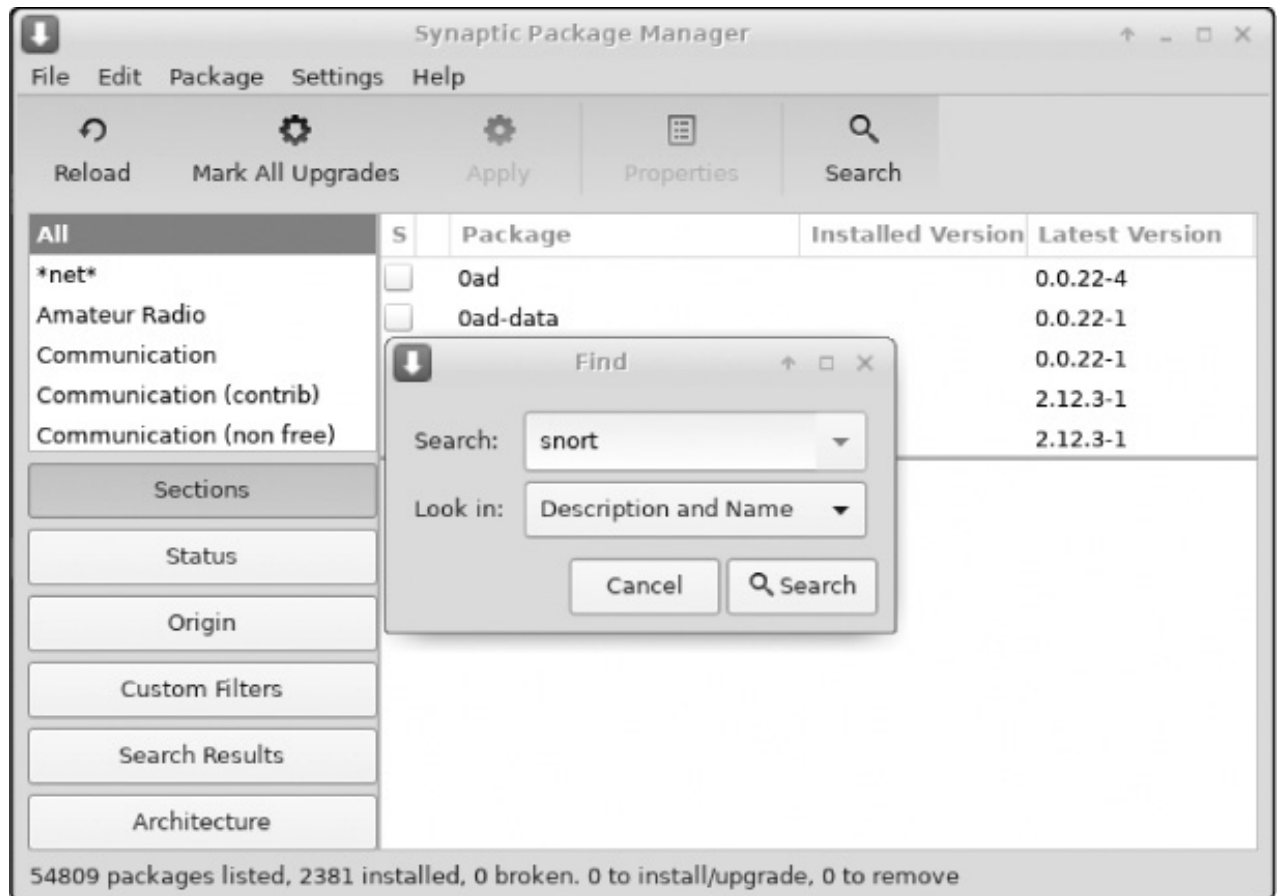 Synaptic Package Manager
File Edit Package Settings Help
Reload Mark All Upgrades Apply Properties Search
All
*net*
Amateur Radio
Communication
Communication (contrib)
Communication (non free)
S Package Installed Version Latest Version
0ad 0.0.22-4
0ad-data 0.0.22-1
0.0.22-1
2.12.3-1
2.12.3-1
Find
Search: snort
Look in: Description and Name
Cancel Search
Sections
Status
Origin
Custom Filters
Search Results
Architecture
54809 packages listed, 2381 installed, 0 broken. 0 to install/upgrade, 0 to remove